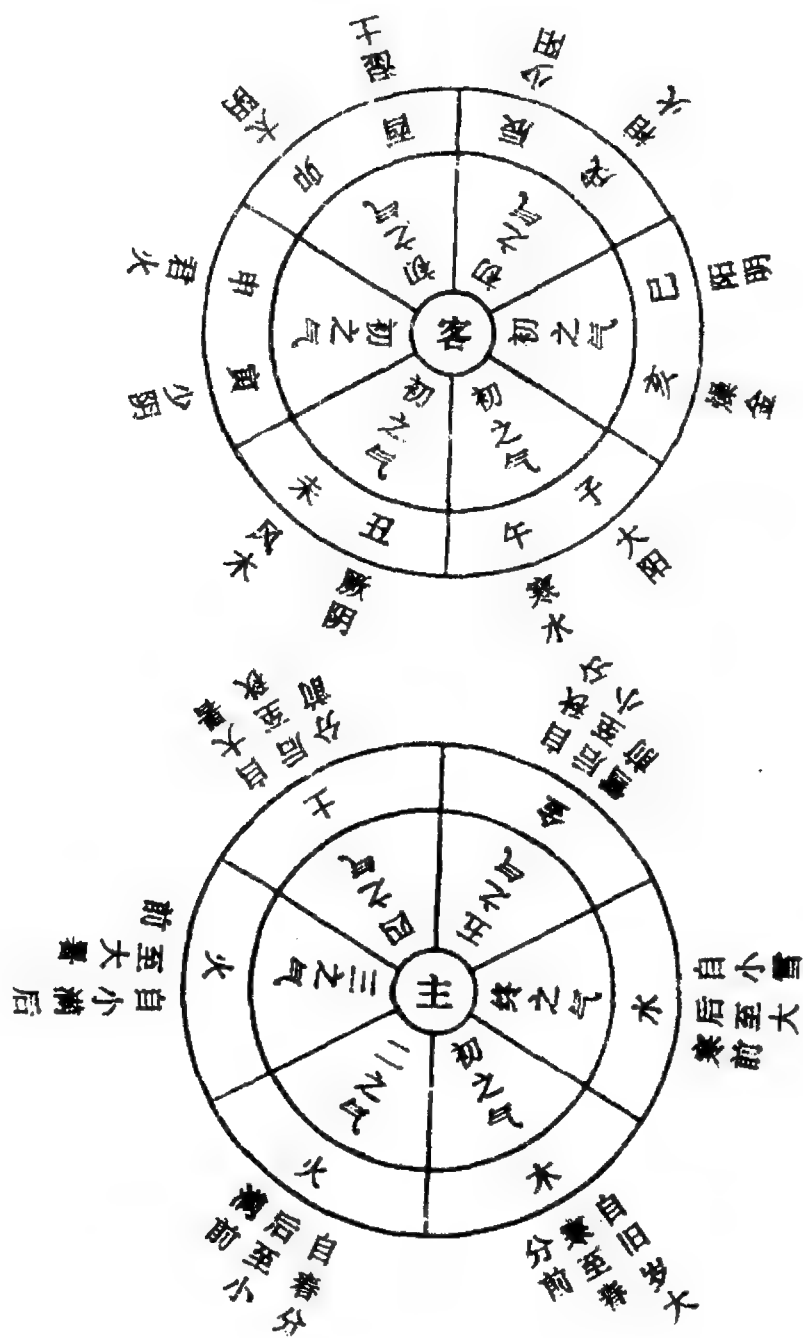 客
初之气
子
午
大阳
寒水
初之气
丑
未
厥阴
风木
初之气
寅
申
少阴
君火
初之气
卯
酉
太阴
湿土
初之气
辰
戌
少阳
相火
初之气
巳
亥
阳明
燥金
主
初之气
木
自旧岁大
寒至春
分前
二之气
火
自春分
后至小
满前
三之气
火
自小满后
至大暑
前
四之气
土
自大暑
后至秋
分前
五之气
金
自秋分
后至小
雪前
终之气
水
自小雪
后至大
寒前